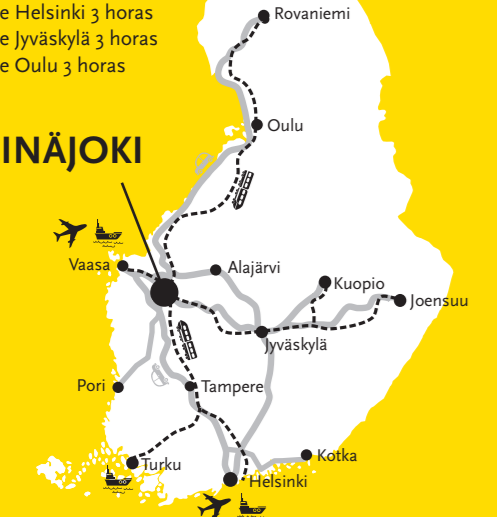 e Helsinki 3 horas
e Jyväskylä 3 horas
e Oulu 3 horas
INÄJOKI
Rovaniemi
Oulu
Vaasa
Alajärvi
Kuopio
Joensuu
Jyväskylä
Pori
Tampere
Turku
Kotka
Helsinki